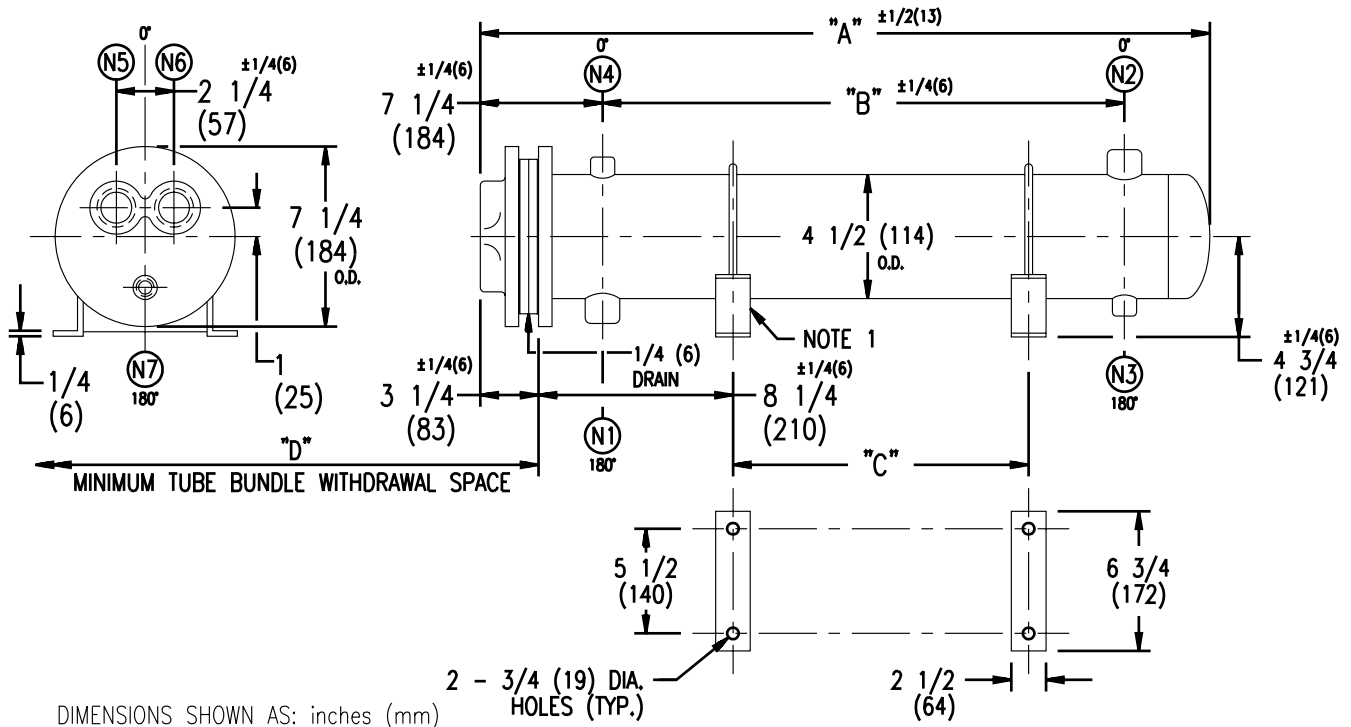 0°
N5 N6
±1/4(6)
2 1/4
(57)
7 1/4
(184)
O.D.
1/4
(6)
N7
180°
1
(25)
"A" ±1/2(13)
±1/4(6)
7 1/4
(184)
0°
N4
"B" ±1/4(6)
0°
N2
4 1/2 (114)
O.D.
NOTE 1
1/4 (6)
DRAIN
±1/4(6)
3 1/4
(83)
±1/4(6)
8 1/4
(210)
N1
180°
N3
180°
±1/4(6)
4 3/4
(121)
"D"
MINIMUM TUBE BUNDLE WITHDRAWAL SPACE
"C"
5 1/2
(140)
6 3/4
(172)
2 - 3/4 (19) DIA.
HOLES (TYP.)
2 1/2
(64)
DIMENSIONS SHOWN AS: inches (mm)